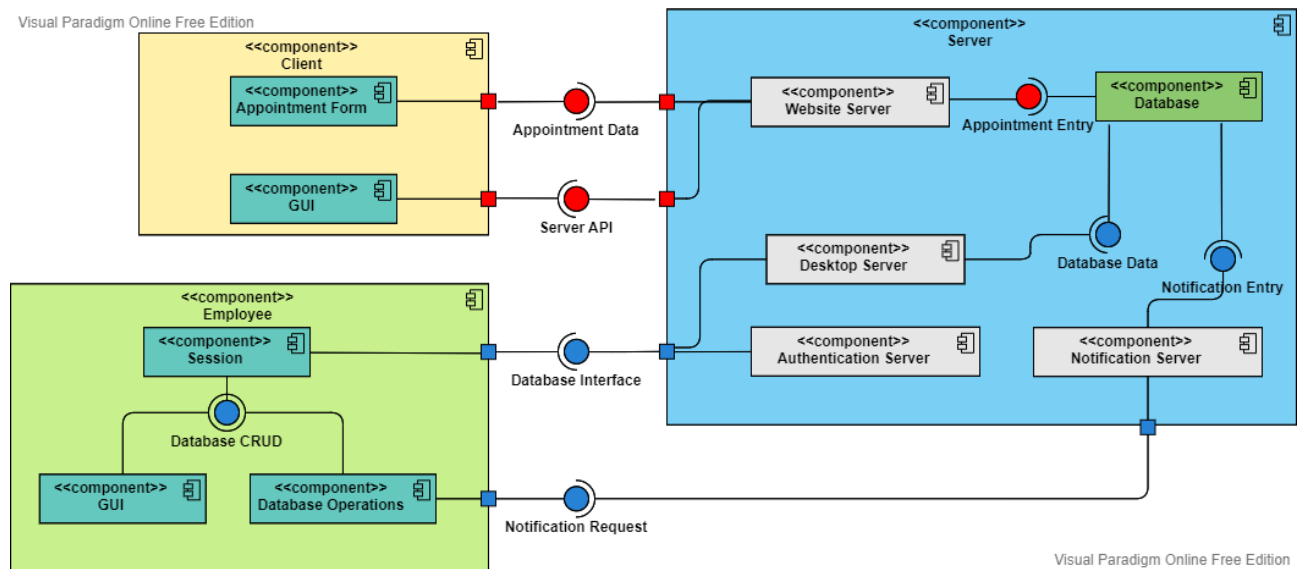 Visual Paradigm Online Free Edition
<<component>>
Client
<<component>>
Appointment Form
<<component>>
GUI
Appointment Data
Server API
<<component>>
Server
<<component>>
Website Server
Appointment Entry
<<component>>
Database
<<component>>
Desktop Server
Database Data
Notification Entry
<<component>>
Authentication Server
<<component>>
Notification Server
<<component>>
Employee
<<component>>
Session
Database Interface
Database CRUD
<<component>>
GUI
<<component>>
Database Operations
Notification Request
Visual Paradigm Online Free Edition